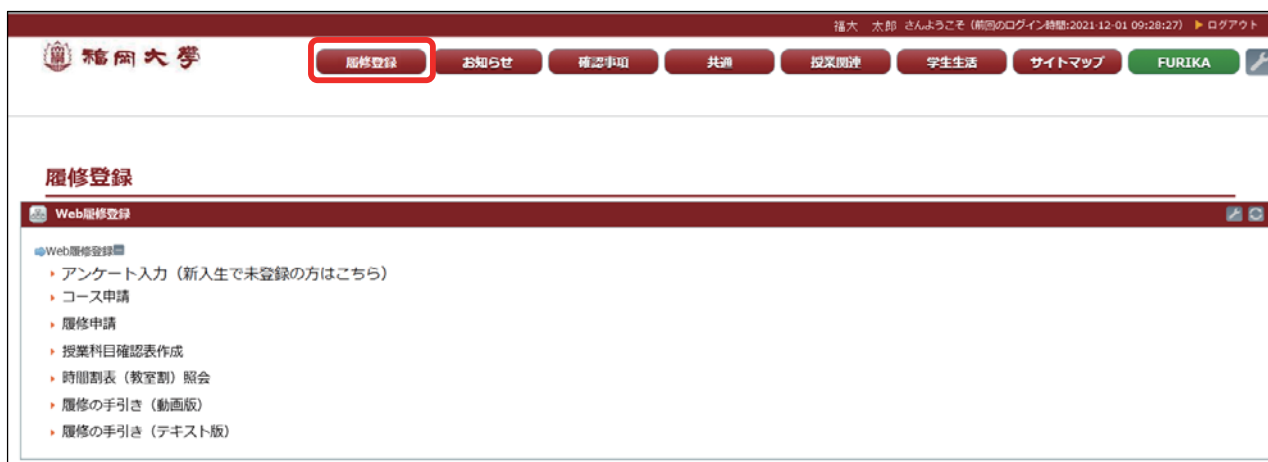 福大 太郎 さんようこそ（前回のログイン時間:2021-12-01 09:28:27） ▶ ログアウト
福岡大學
履修登録 お知らせ 確認事項 共通 授業関連 学生生活 サイトマップ FURIKA
履修登録
Web履修登録
Web履修登録
アンケート入力（新入生で未登録の方はこちら）
コース申請
履修申請
授業科目確認表作成
時間割表（教室割）照会
履修の手引き（動画版）
履修の手引き（テキスト版）